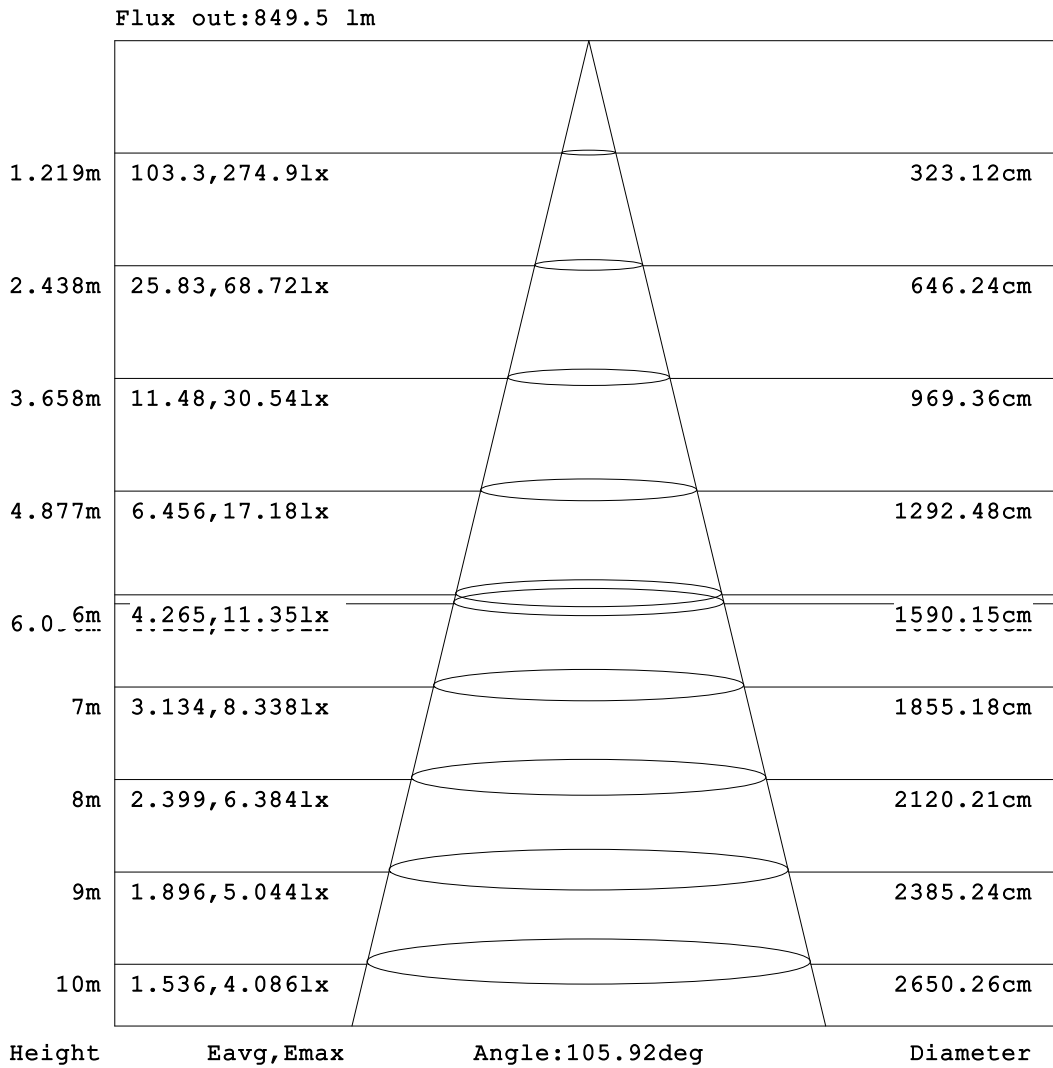 Flux out:849.5 lm
1.219m 103.3,274.9lx 323.12cm
2.438m 25.83,68.72lx 646.24cm
3.658m 11.48,30.54lx 969.36cm
4.877m 6.456,17.18lx 1292.48cm
6m 4.265,11.35lx 1590.15cm
7m 3.134,8.338lx 1855.18cm
8m 2.399,6.384lx 2120.21cm
9m 1.896,5.044lx 2385.24cm
10m 1.536,4.086lx 2650.26cm
Height Eavg,Emax Angle:105.92deg Diameter